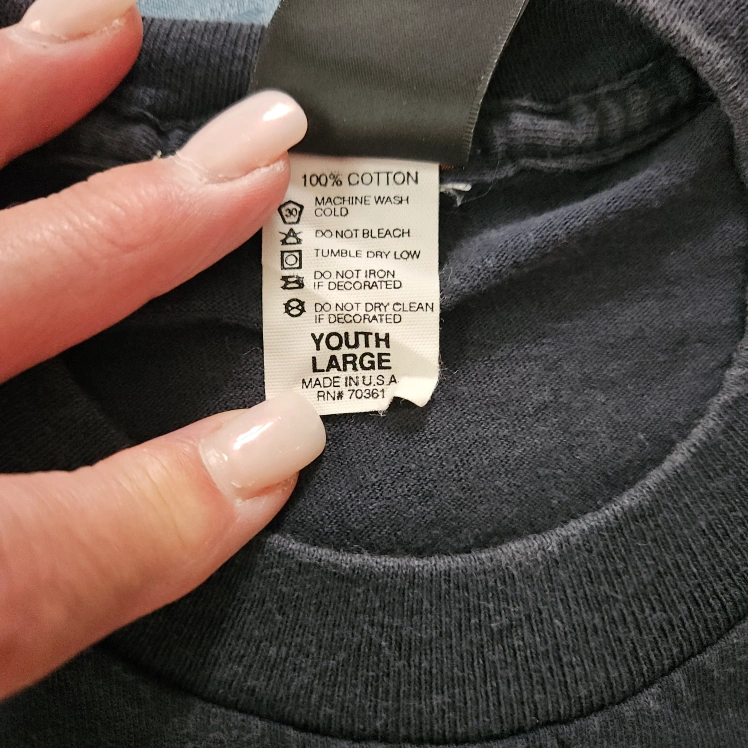 100% COTTON
30
MACHINE WASH
COLD
DO NOT BLEACH
TUMBLE DRY LOW
DO NOT IRON
IF DECORATED
DO NOT DRY CLEAN
IF DECORATED
YOUTH
LARGE
MADE IN U.S.A
RN# 70361